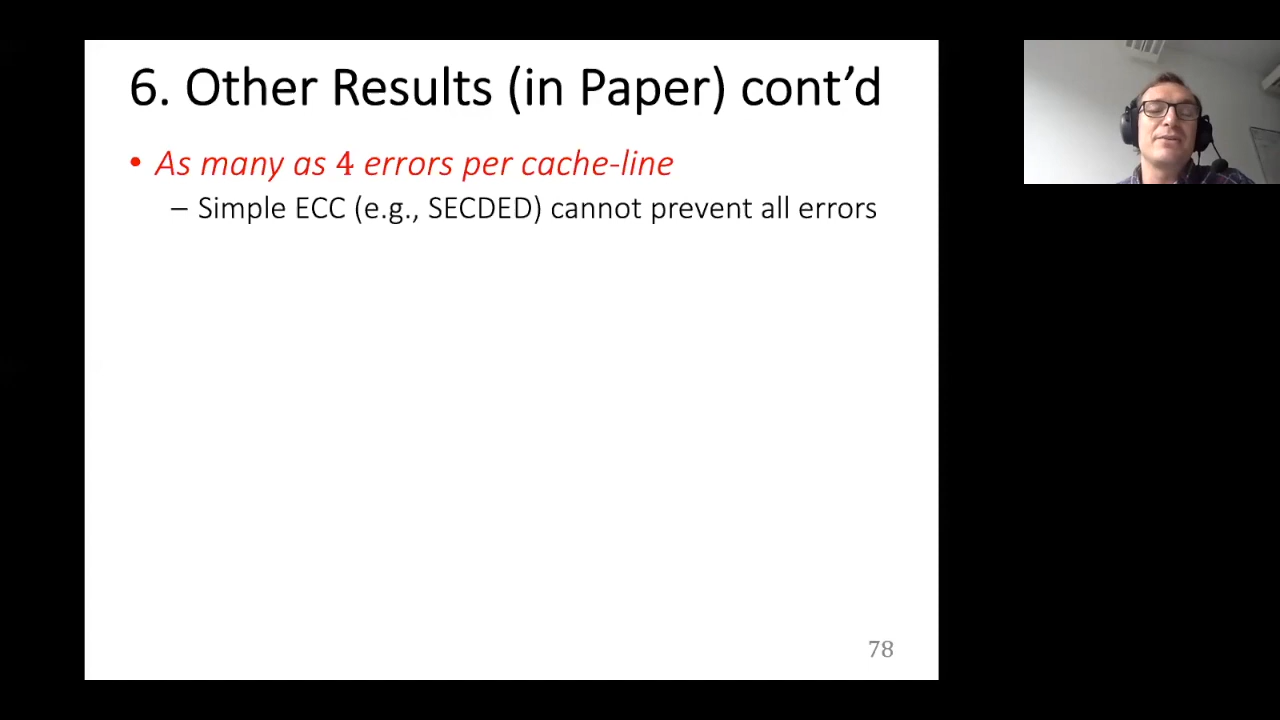 6. Other Results (in Paper) cont’d
• As many as 4 errors per cache-line
– Simple ECC (e.g., SECDED) cannot prevent all errors
78